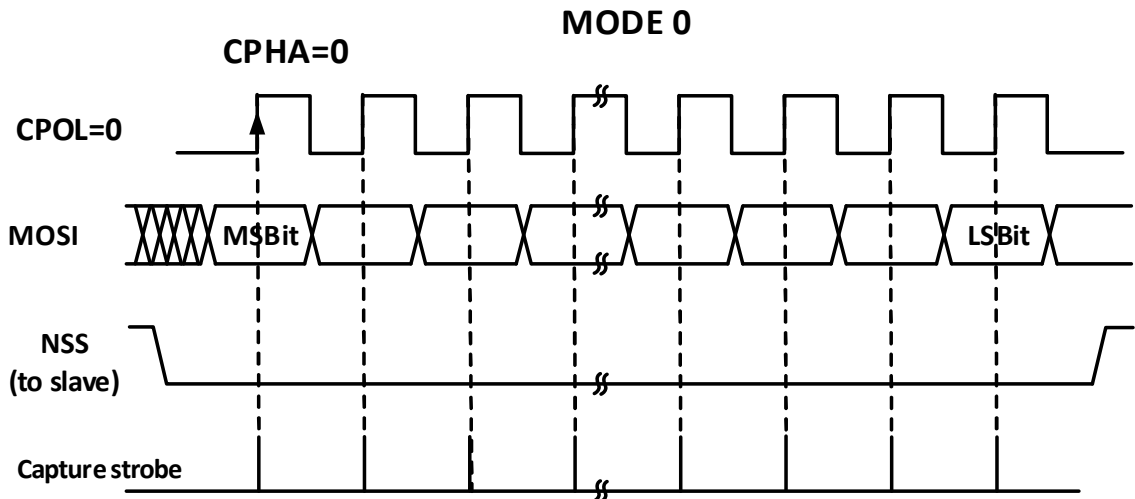 MODE 0
CPHA=0
CPOL=0
MOSI
MSBit
LSBit
NSS
(to slave)
Capture strobe